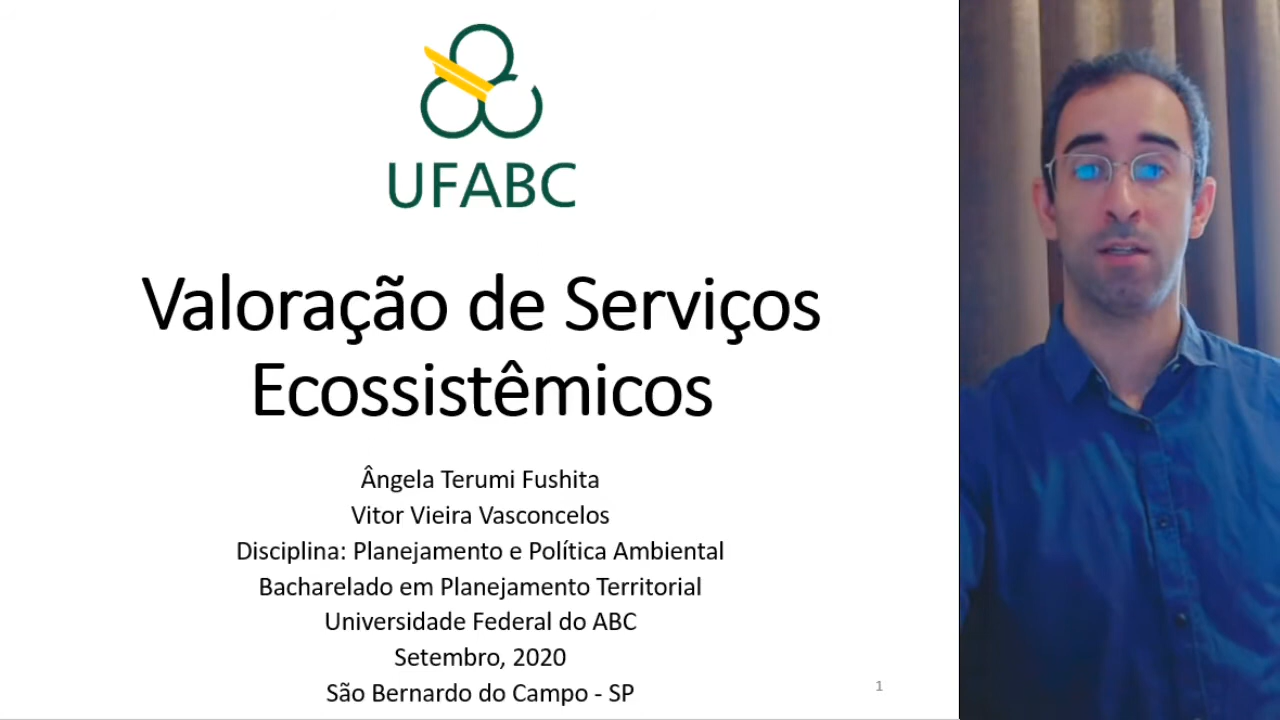 UFABC
Valoração de Serviços
Ecossistêmicos
Ângela Terumi Fushita
Vitor Vieira Vasconcelos
Disciplina: Planejamento e Política Ambiental
Bacharelado em Planejamento Territorial
Universidade Federal do ABC
Setembro, 2020
São Bernardo do Campo - SP
1